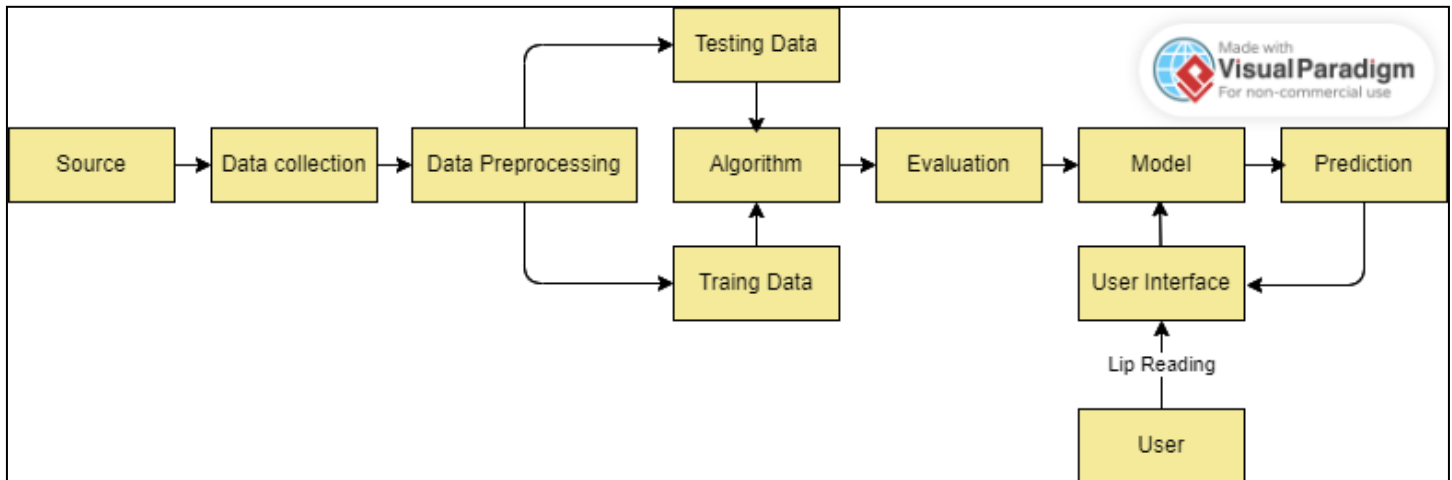 Testing Data
Made with
Visual Paradigm
For non-commercial use
Source
Data collection
Data Preprocessing
Algorithm
Evaluation
Model
Prediction
Traing Data
User Interface
Lip Reading
User